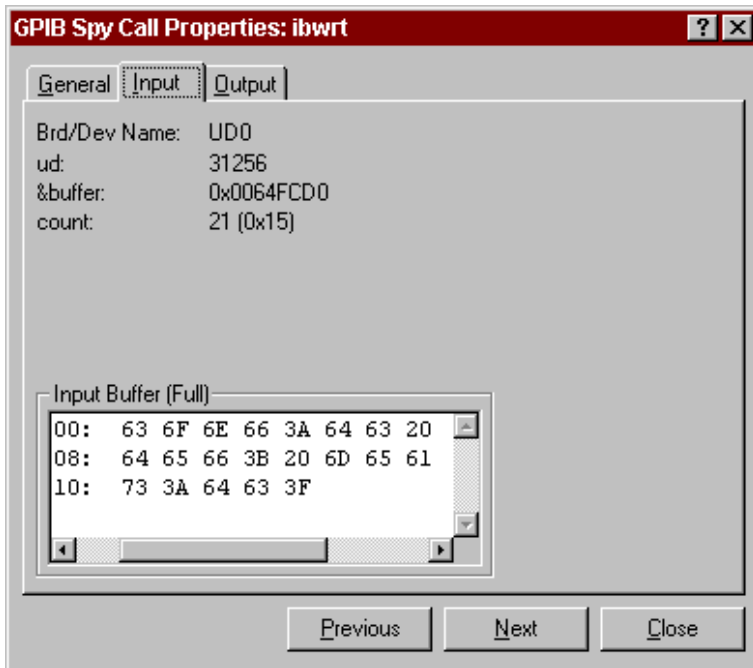 GPIB Spy Call Properties: ibwrt
General Input Output
Brd/Dev Name: UD0
ud: 31256
&buffer: 0x0064FCD0
count: 21 (0x15)
Input Buffer (Full)
00: 63 6F 6E 66 3A 64 63 20
08: 64 65 66 3B 20 6D 65 61
10: 73 3A 64 63 3F
Previous Next Close